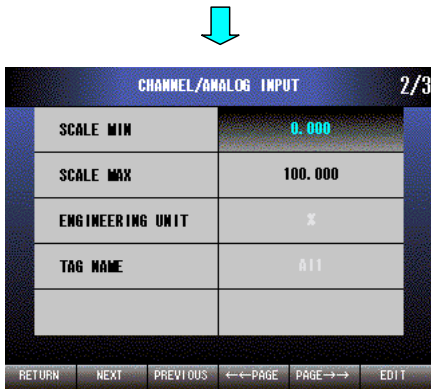 CHANNEL/ANALOG INPUT 2/3
SCALE MIN 0.000
SCALE MAX 100.000
ENGINEERING UNIT %
TAG NAME AI1
RETURN NEXT PREVIOUS ←←PAGE PAGE→→ EDIT